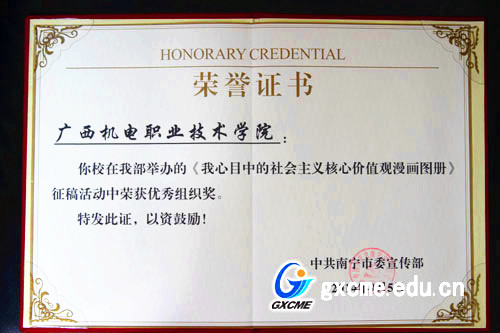 HONORARY CREDENTIAL
荣誉证书
广西机电职业技术学院：
你校在我部举办的《我心目中的社会主义核心价值观漫画图册》
征稿活动中荣获优秀组织奖。
特发此证，以资鼓励！
中共南宁市委宣传部
GXCME
gxcme.edu.cn